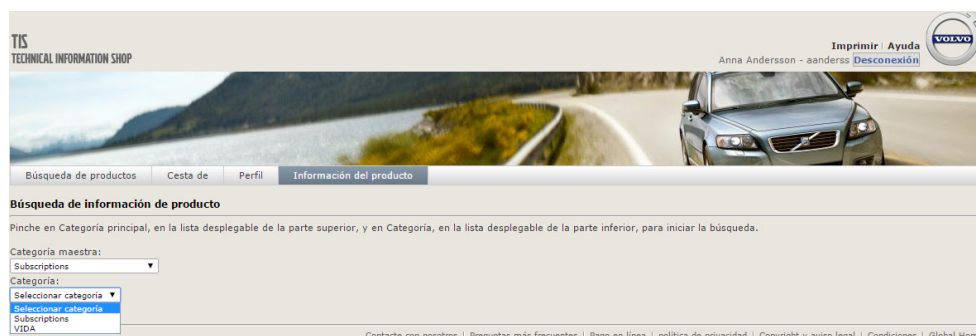 TIS
TECHNICAL INFORMATION SHOP
VOLVO
Imprimir | Ayuda
Anna Andersson - aanderss Desconexión
Búsqueda de productos Cesta de Perfil Información del producto
Búsqueda de información de producto
Pinche en Categoría principal, en la lista desplegable de la parte superior, y en Categoría, en la lista desplegable de la parte inferior, para iniciar la búsqueda.
Categoría maestra:
Subscriptions
Categoría:
Seleccionar categoría
Seleccionar categoría
Subscriptions
VIDA
Contacte con nosotros | Preguntas más frecuentes | Pago en línea | política de privacidad | Copyright y aviso legal | Condiciones | Global Hom